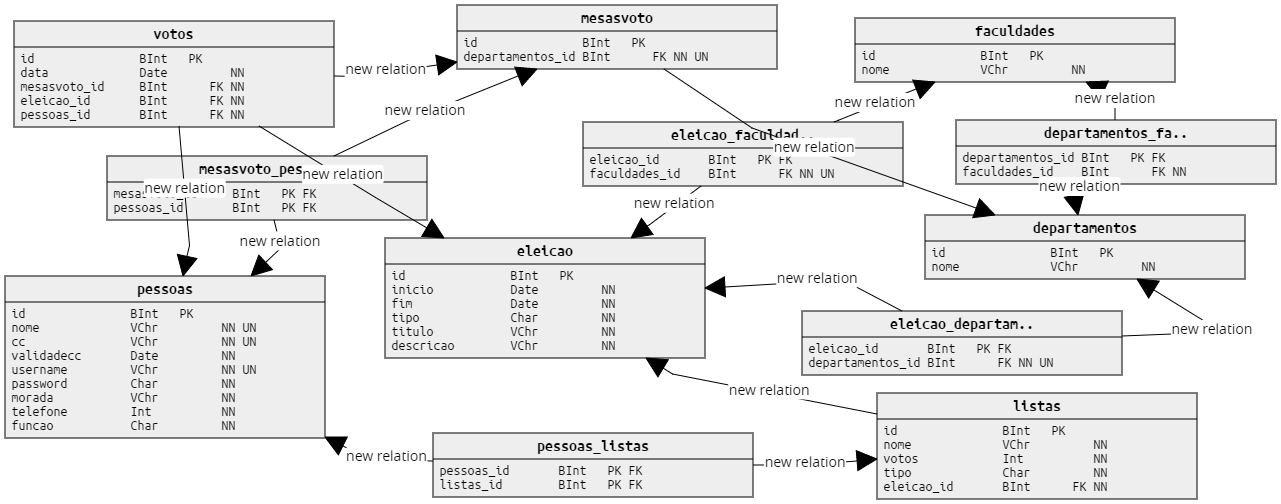 votos
id BInt PK
data Date NN
mesasvoto_id BInt FK NN
eleicao_id BInt FK NN
pessoas_id BInt FK NN
new relation
mesasvoto
id BInt PK
departamentos_id BInt FK NN UN
faculdades
id BInt PK
nome VChr NN
new relation
new relation
new relation
eleicao_faculdad..
eleicao_id BInt PK FK
faculdades_id BInt FK NN UN
new relation
departamentos_fa..
departamentos_id BInt PK FK
faculdades_id BInt FK NN
new relation
mesasvoto_pes
BInt PK FK
pessoas_id BInt PK FK
new relation
new relation
new relation
new relation
departamentos
id BInt PK
nome VChr NN
eleicao
id BInt PK
inicio Date NN
fim Date NN
tipo Char NN
titulo VChr NN
descricao VChr NN
new relation
pessoas
id BInt PK
nome VChr NN UN
cc VChr NN UN
validadecc Date NN
username VChr NN UN
password Char NN
morada VChr NN
telefone Int NN
funcao Char NN
eleicao_departam..
eleicao_id BInt PK FK
departamentos_id BInt FK NN UN
new relation
new relation
listas
id BInt PK
nome VChr NN
votos Int NN
tipo Char NN
eleicao_id BInt FK NN
new relation
pessoas_listas
pessoas_id BInt PK FK
listas_id BInt PK FK
new relation